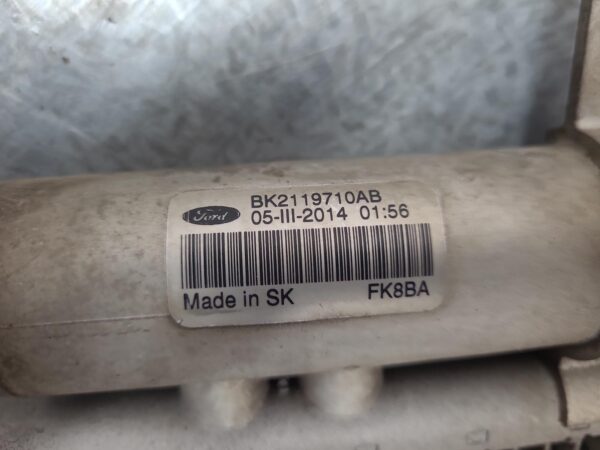 Ford
BK2119710AB
05-III-2014 01:56
Made in SK FK8BA